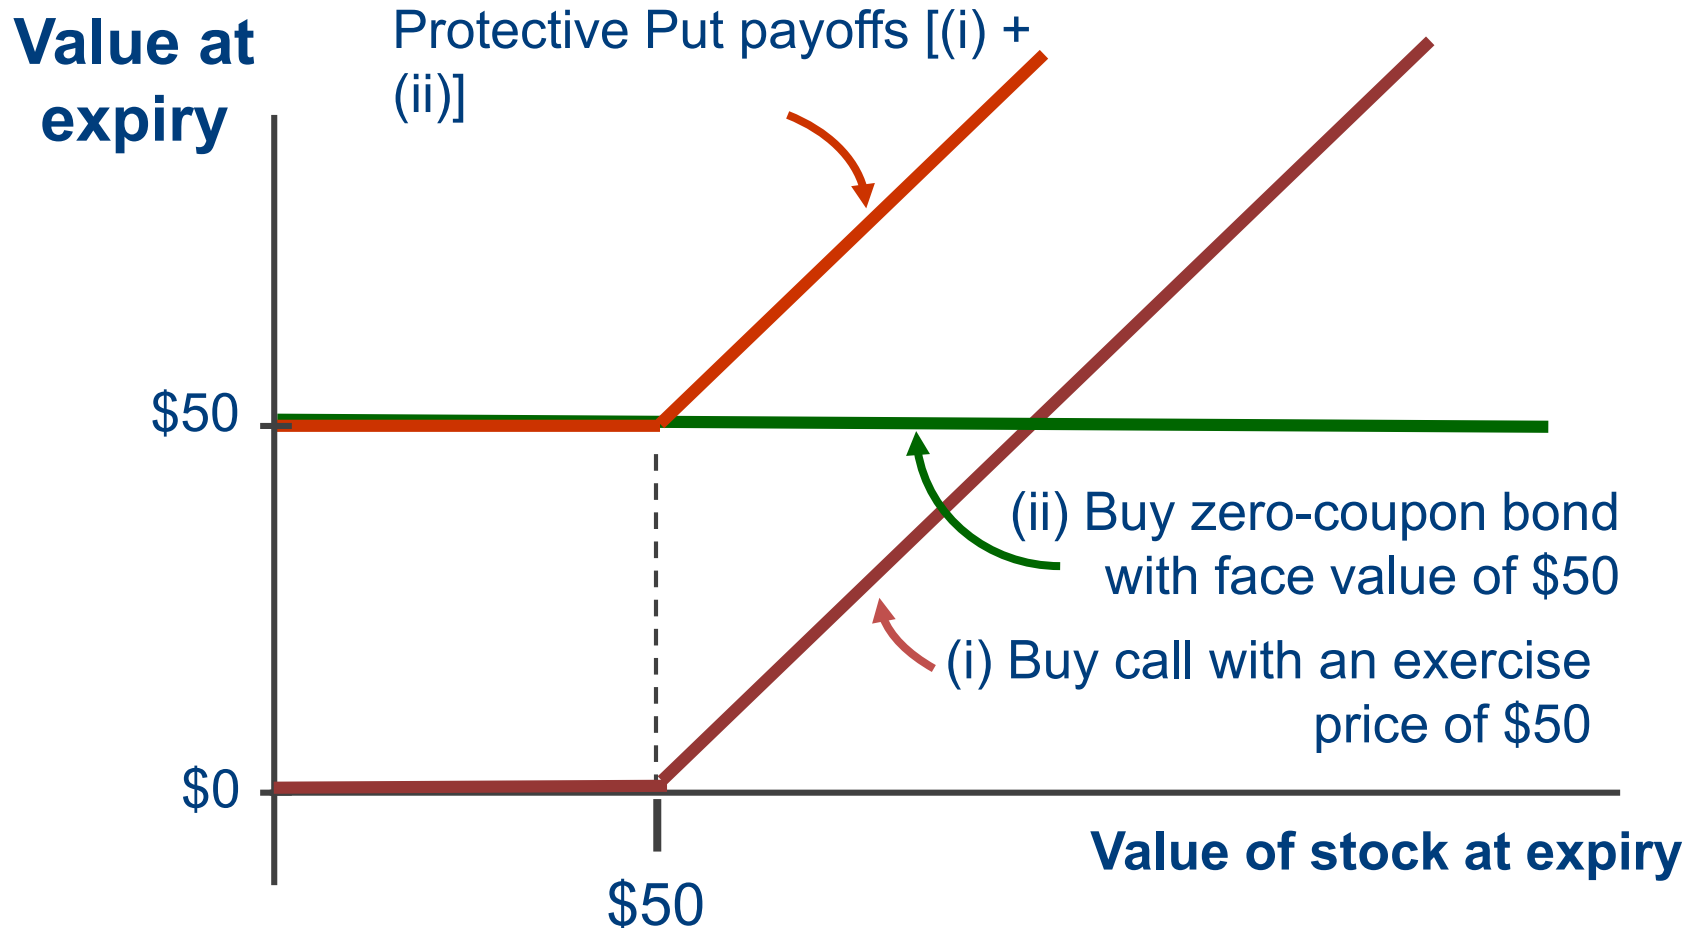 Value at
expiry
Protective Put payoffs [(i) +
(ii)]
$50
(ii) Buy zero-coupon bond
with face value of $50
(i) Buy call with an exercise
price of $50
$0
Value of stock at expiry
$50